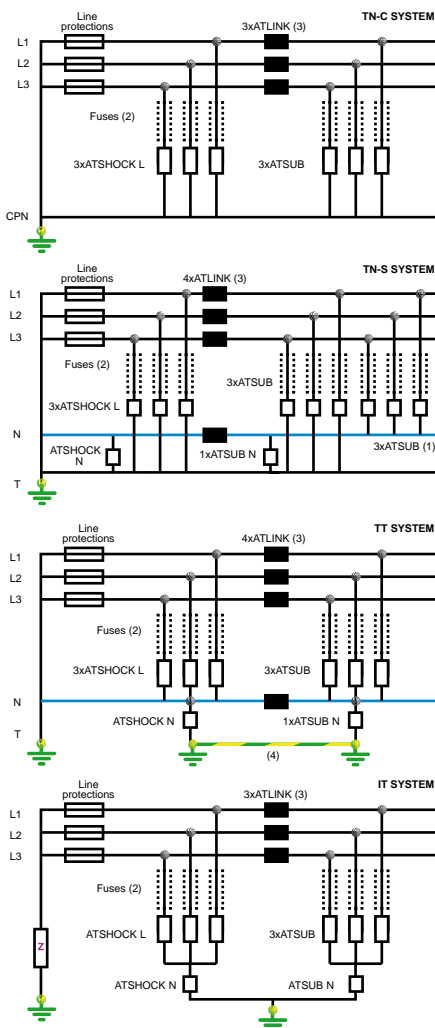 Line
protections
3xATLINK (3)
TN-C SYSTEM
L1
L2
L3
Fuses (2)
3xATSHOCK L
3xATSUB
CPN
Line
protections
4xATLINK (3)
TN-S SYSTEM
L1
L2
L3
Fuses (2)
3xATSUB
3xATSHOCK L
N
ATSHOCK
N
1xATSUB N
3xATSUB (1)
T
Line
protections
4xATLINK (3)
TT SYSTEM
L1
L2
L3
Fuses (2)
3xATSHOCK L
3xATSUB
N
ATSHOCK N
1xATSUB N
T
(4)
Line
protections
3xATLINK (3)
IT SYSTEM
L1
L2
L3
Fuses (2)
ATSHOCK L
3xATSUB
Z
ATSHOCK N
ATSUB N